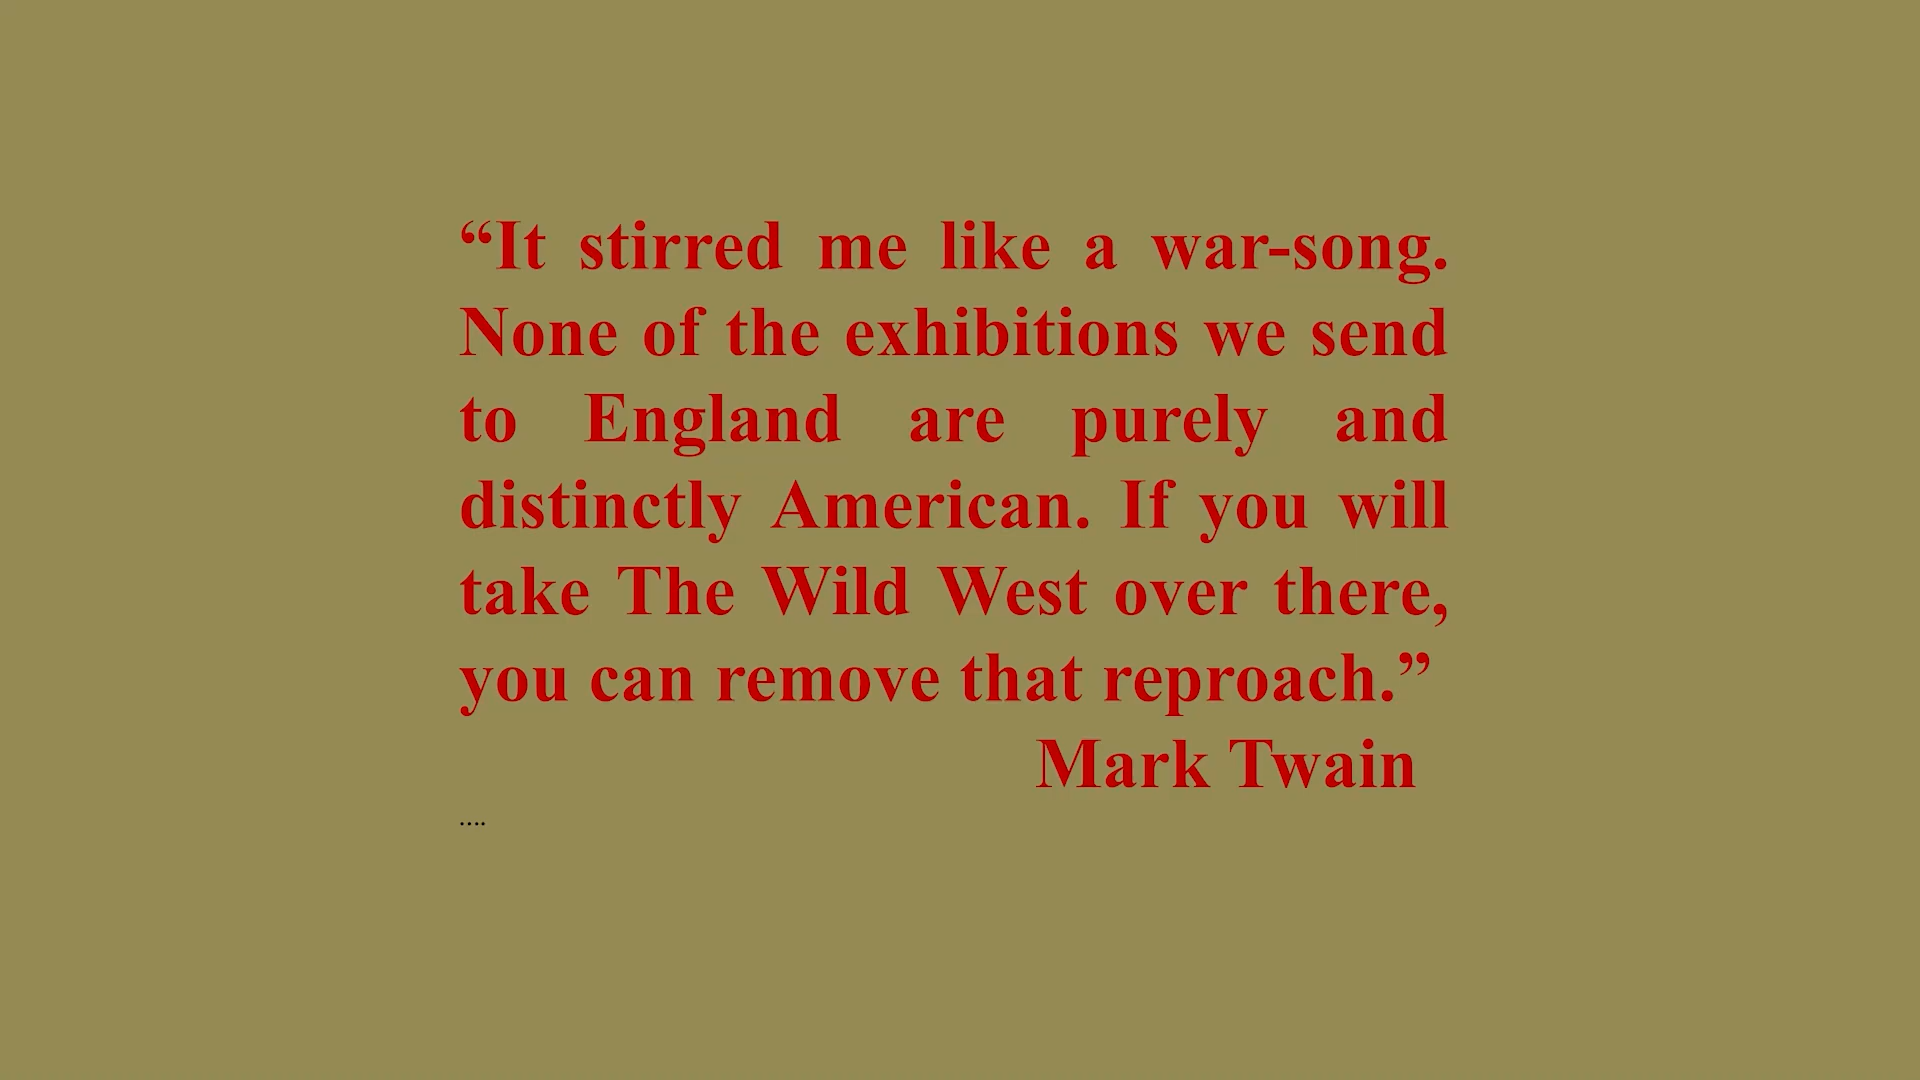 “It stirred me like a war-song.
None of the exhibitions we send
to England are purely and
distinctly American. If you will
take The Wild West over there,
you can remove that reproach.”
Mark Twain
....